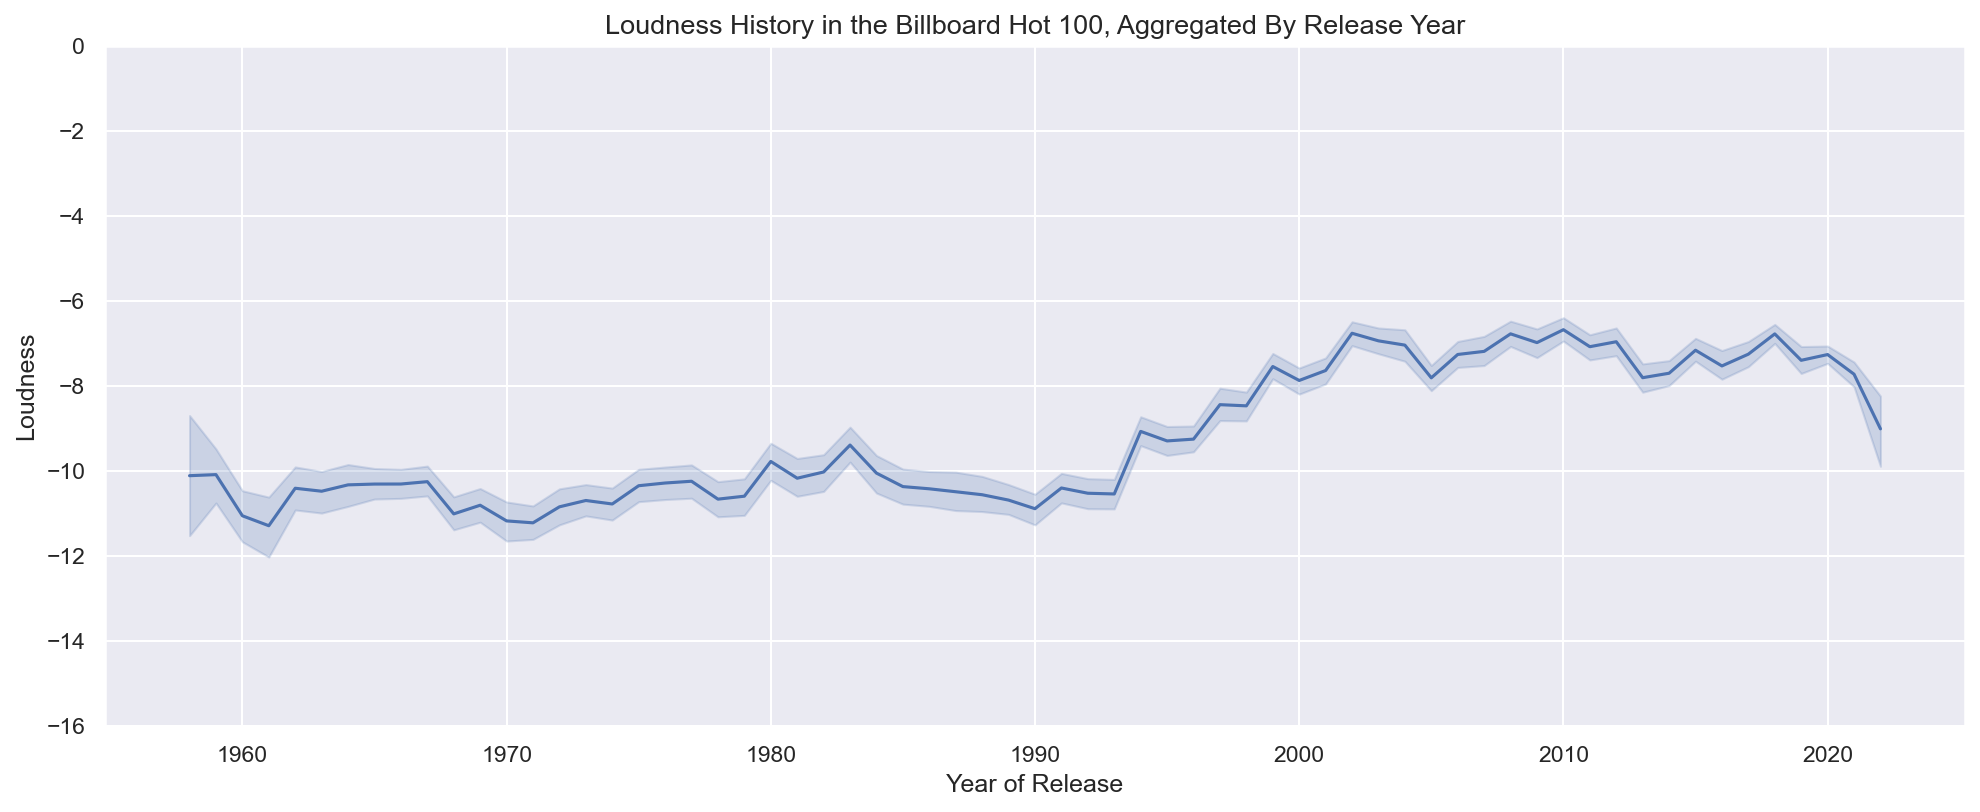 Loudness History in the Billboard Hot 100, Aggregated By Release Year
0
−2
−4
−6
−8
−10
−12
−14
−16
Loudness
1960 1970 1980 1990 2000 2010 2020
Year of Release